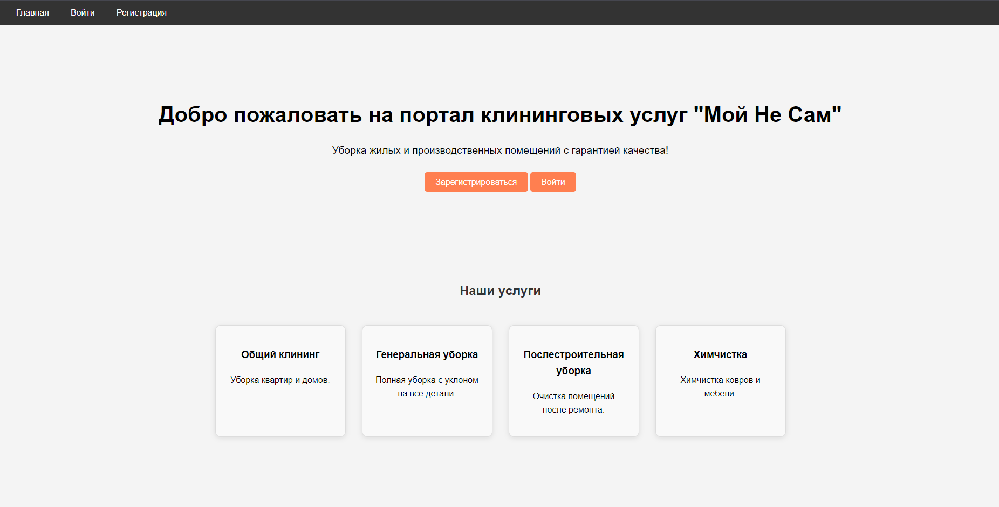 Главная Войти Регистрация
Добро пожаловать на портал клининговых услуг "Мой Не Сам"
Уборка жилых и производственных помещений с гарантией качества!
Зарегистрироваться Войти
Наши услуги
Общий клининг
Уборка квартир и домов.
Генеральная уборка
Полная уборка с уклоном
на все детали.
Послестроительная
уборка
Очистка помещений
после ремонта.
Химчистка
Химчистка ковров и
мебели.